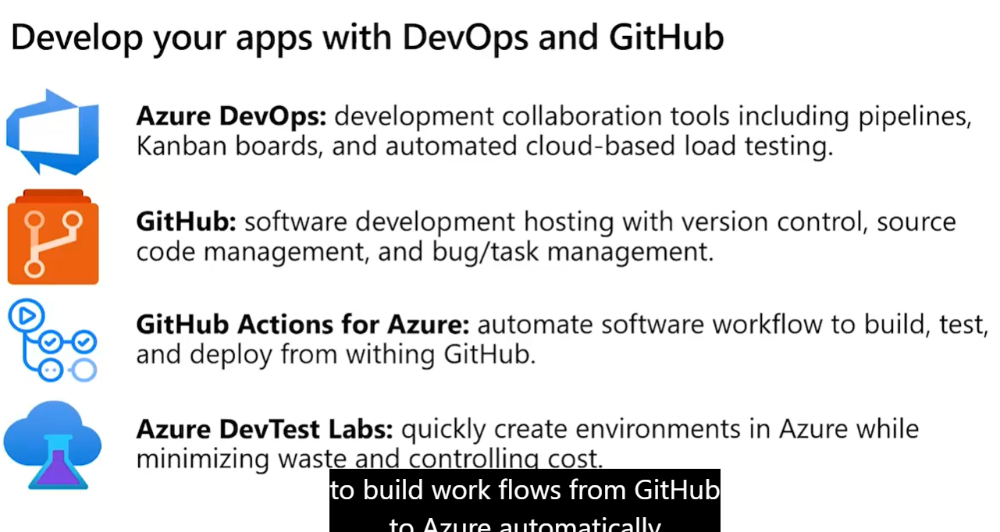 Develop your apps with DevOps and GitHub
Azure DevOps: development collaboration tools including pipelines,
Kanban boards, and automated cloud-based load testing.
GitHub: software development hosting with version control, source
code management, and bug/task management.
GitHub Actions for Azure: automate software workflow to build, test,
and deploy from withing GitHub.
Azure DevTest Labs: quickly create environments in Azure while
minimizing waste and controlling cost.
to build work flows from GitHub
to Azure automatically